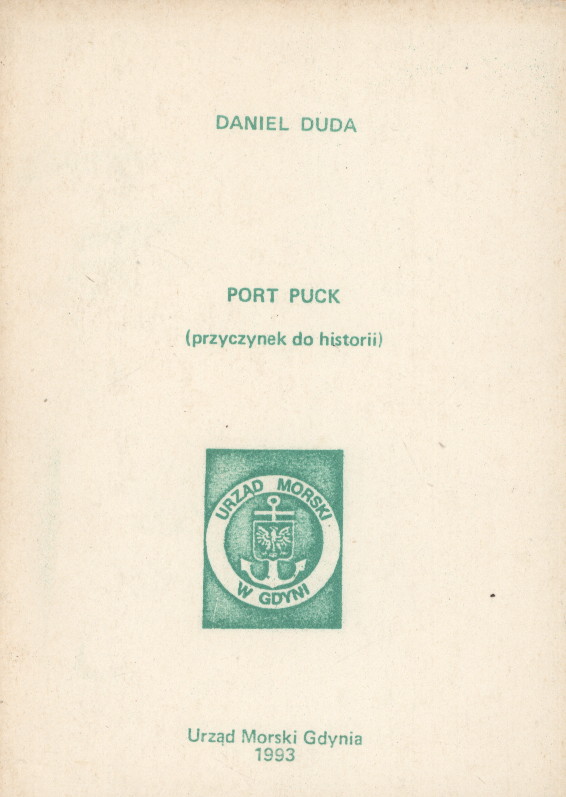 DANIEL DUDA
PORT PUCK
(przyczynek do historii)
URZĄD MORSKI
W GDYNI
Urząd Morski Gdynia
1993